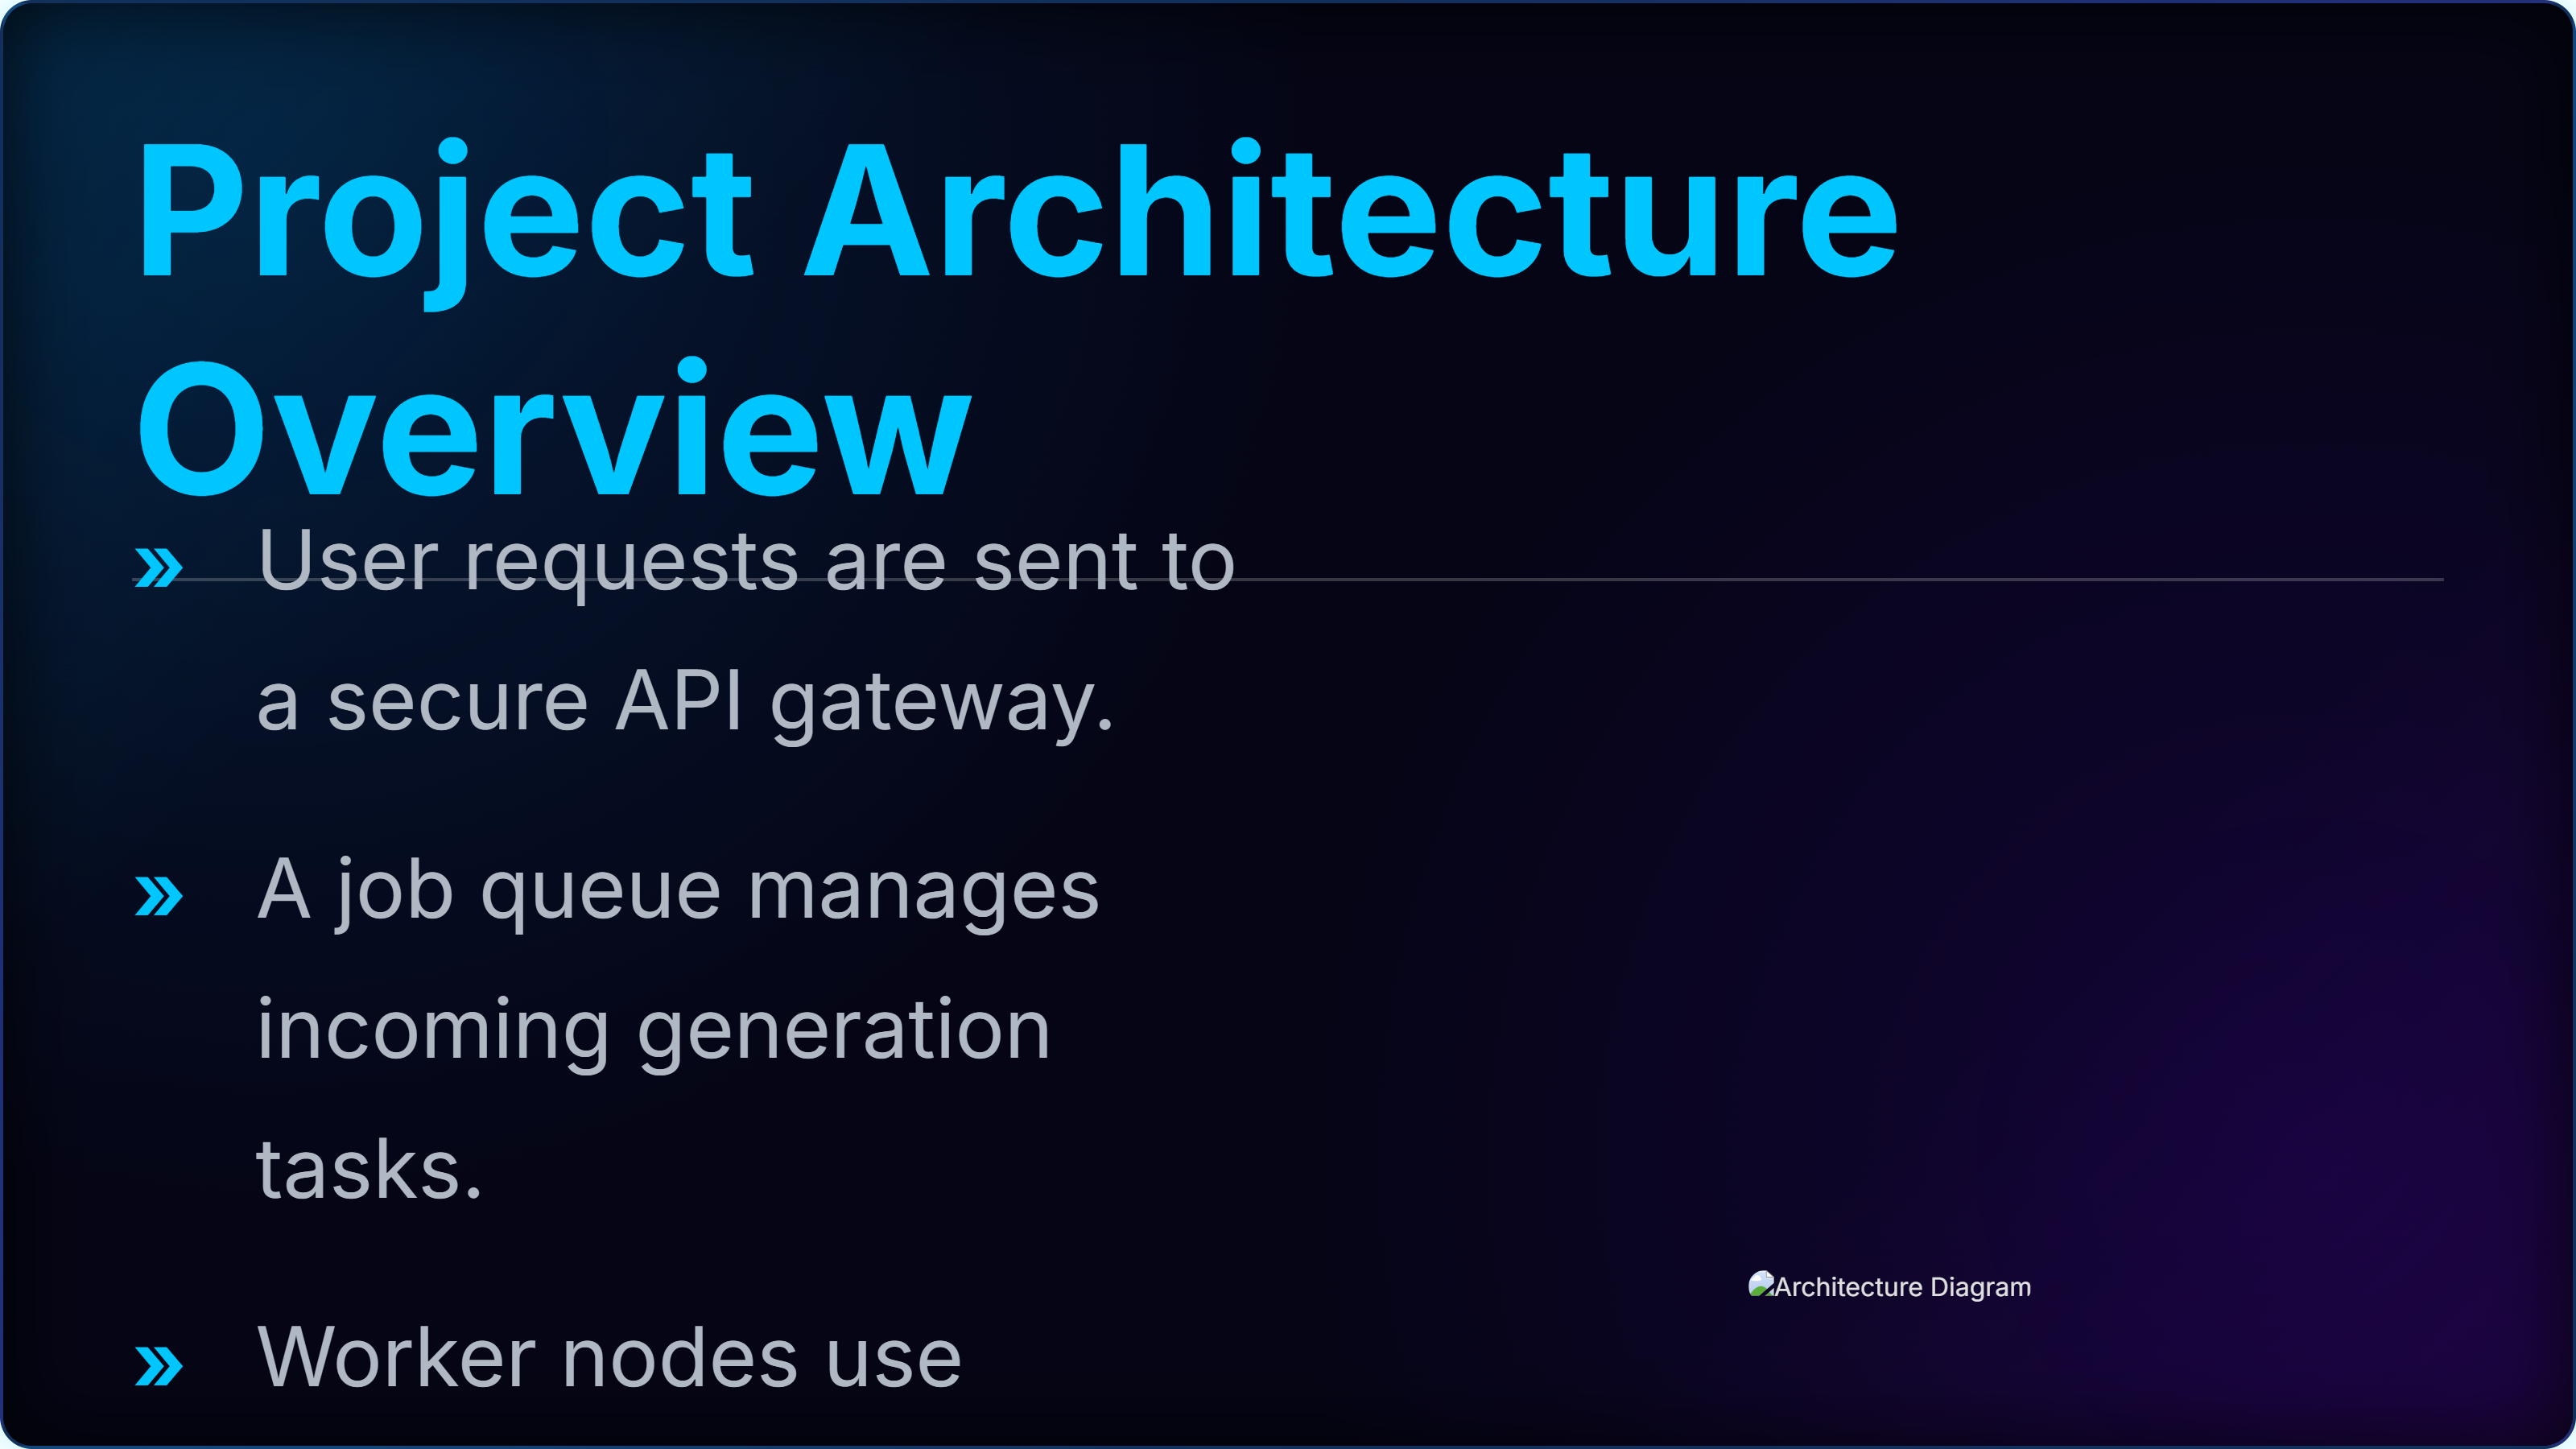 Project Architecture
Overview
» User requests are sent to
a secure API gateway.
» A job queue manages
incoming generation
tasks.
Architecture Diagram
» Worker nodes use